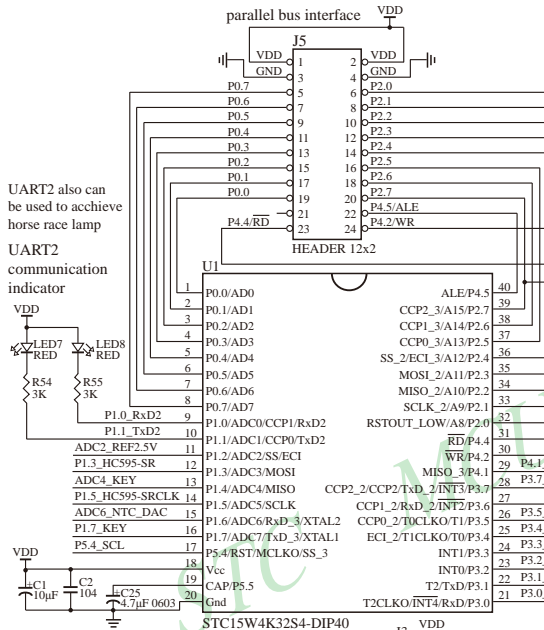 parallel bus interface
VDD
J5
VDD 1 2 VDD
GND 3 4 GND
P0.7 5 6 P2.0
P0.6 7 8 P2.1
P0.5 9 10 P2.2
P0.4 11 12 P2.3
P0.3 13 14 P2.4
P0.2 15 16 P2.5
P0.1 17 18 P2.6
P0.0 19 20 P2.7
21 22 P4.5/ALE
P4.4/RD 23 24 P4.2/WR
HEADER 12x2
UART2 also can
be used to acchieve
horse race lamp
UART2
communication
indicator
VDD
LED7
RED
LED8
RED
R54
3K
R55
3K
U1
1 P0.0/AD0 ALE/P4.5 40
2 P0.1/AD1 CCP2_3/A15/P2.7 39
3 P0.2/AD2 CCP1_3/A14/P2.6 38
4 P0.3/AD3 CCP0_3/A13/P2.5 37
5 P0.4/AD4 SS_2/ECI_3/A12/P2.4 36
6 P0.5/AD5 MOSI_2/A11/P2.3 35
7 P0.6/AD6 MISO_2/A10/P2.2 34
8 P0.7/AD7 SCLK_2/A9/P2.1 33
P1.0_RxD2 9 P1.0/ADC0/CCP1/RxD2 RSTOUT_LOW/A8/P2.0 32
P1.1_TxD2 10 P1.1/ADC1/CCP0/TxD2 RD/P4.4 31
ADC2_REF2.5V 11 P1.2/ADC2/SS/ECI WR/P4.2 30
P1.3_HC595-SR 12 P1.3/ADC3/MOSI MISO_3/P4.1 29 P4.1
ADC4_KEY 13 P1.4/ADC4/MISO CCP2_2/CCP2/TxD_2/INT3/P3.7 28 P3.7
P1.5_HC595-SRCLK 14 P1.5/ADC5/SCLK CCP1_2/RxD_2/INT2/P3.6 27
ADC6_NTC_DAC 15 P1.6/ADC6/RxD_3/XTAL2 CCP0_2/T0CLKO/T1/P3.5 26 P3.5
P1.7_KEY 16 P1.7/ADC7/TxD_3/XTAL1 ECI_2/T1CLKO/T0/P3.4 25 P3.4
P5.4_SCL 17 P5.4/RST/MCLKO/SS_3 INT1/P3.3 24 P3.3
18 Vcc INT0/P3.2 23 P3.2
19 CAP/P5.5 T2/TxD/P3.1 22 P3.1
20 Gnd T2CLKO/INT4/RxD/P3.0 21 P3.0
VDD
C1
10μF
C2
104
C25
4.7μF 0603
STC15W4K32S4-DIP40
J3 VDD
STC MCU